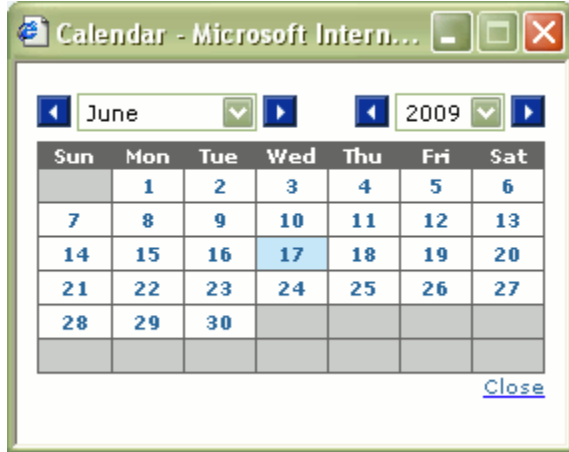 Calendar - Microsoft Intern...
June 2009
Sun Mon Tue Wed Thu Fri Sat
1 2 3 4 5 6
7 8 9 10 11 12 13
14 15 16 17 18 19 20
21 22 23 24 25 26 27
28 29 30
Close